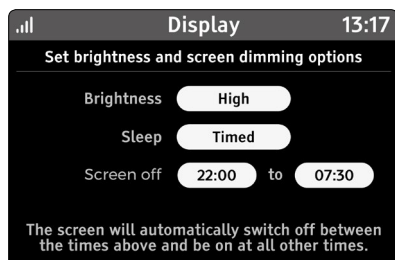 Display 13:17
Set brightness and screen dimming options
Brightness High
Sleep Timed
Screen off 22:00 to 07:30
The screen will automatically switch off between
the times above and be on at all other times.